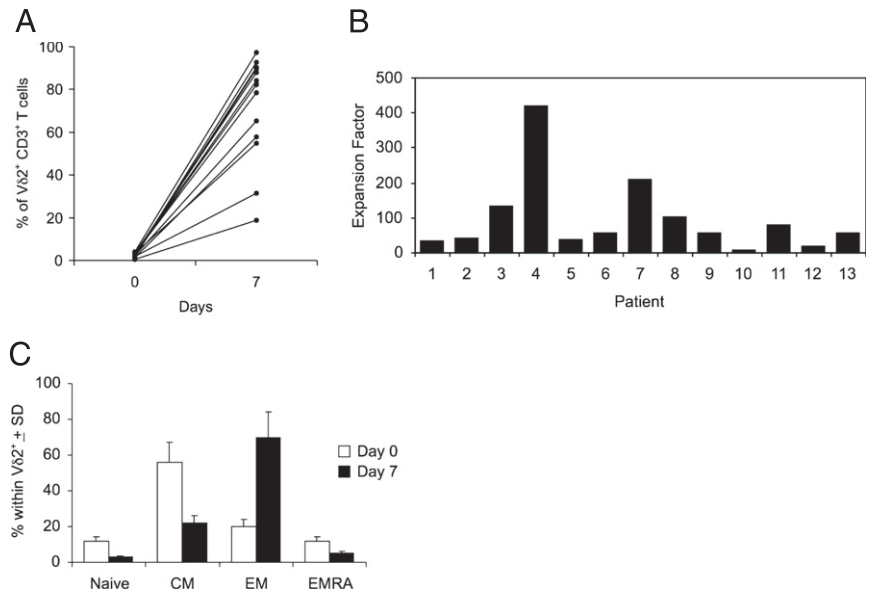 A
100
80
60
40
20
0
% of Vδ2⁺ CD3⁺ T cells
0 7
Days
B
500
400
300
200
100
0
Expansion Factor
1 2 3 4 5 6 7 8 9 10 11 12 13
Patient
C
100
80
60
40
20
0
% within Vδ2⁺ ± SD
Day 0
Day 7
Naive CM EM EMRA